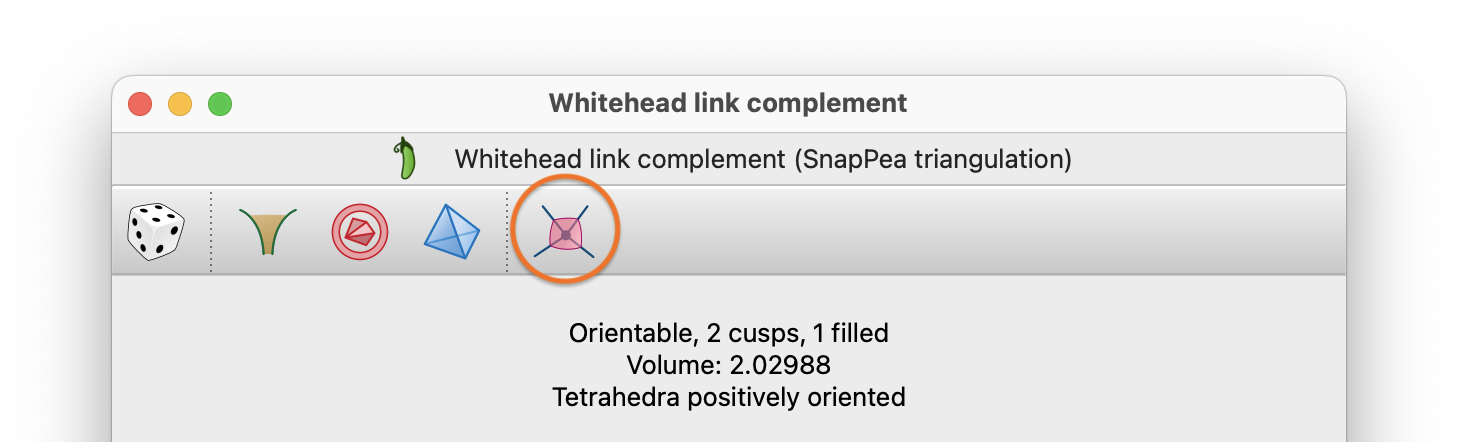 Whitehead link complement
Whitehead link complement (SnapPea triangulation)
Orientable, 2 cusps, 1 filled
Volume: 2.02988
Tetrahedra positively oriented